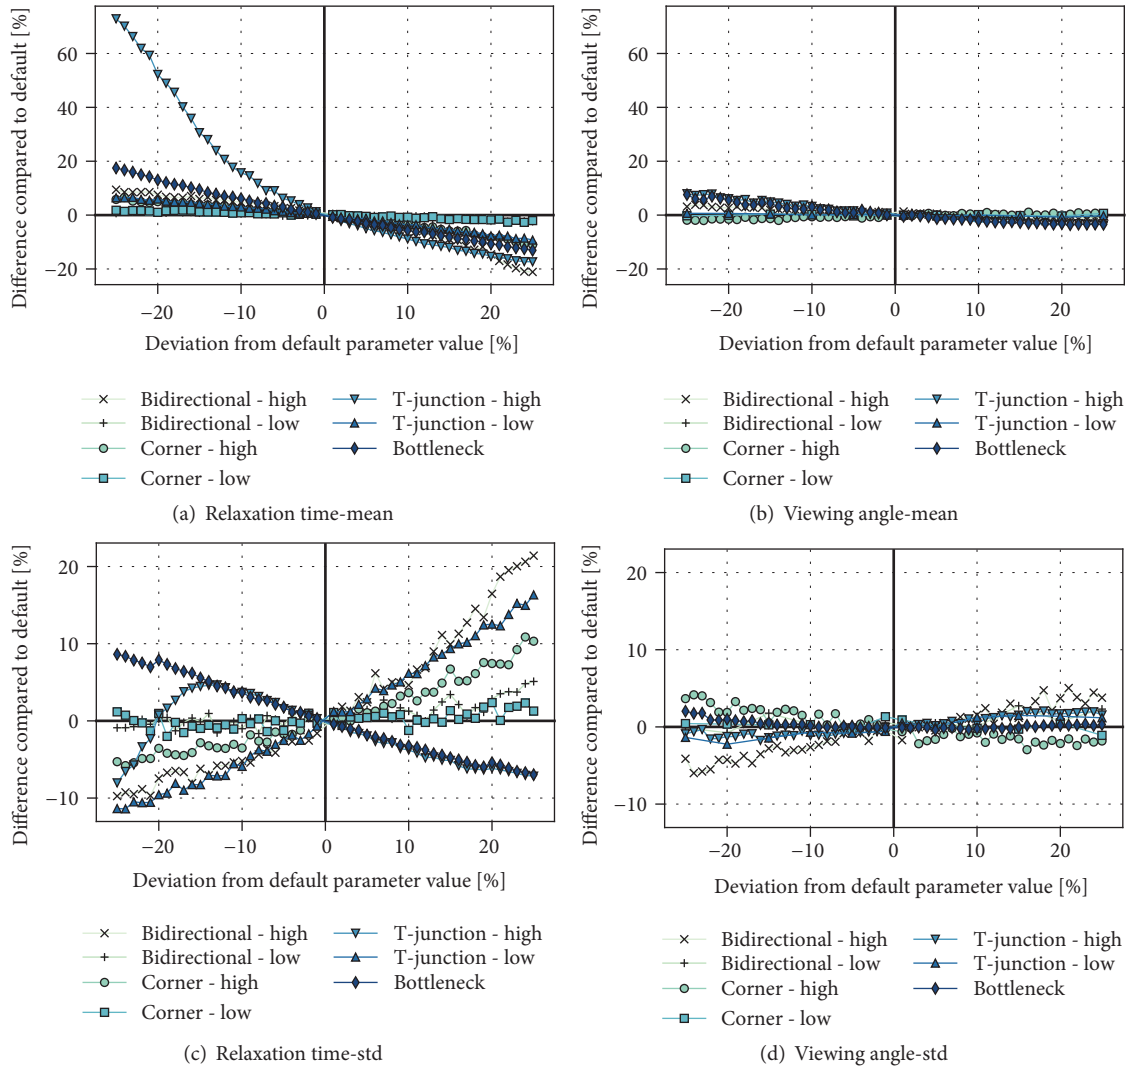 (a)
Difference compared to default [%]
60
40
20
0
−20
−20
−10
0
10
20
Deviation from default parameter value [%]
Bidirectional - high
Bidirectional - low
Corner - high
Corner - low
T-junction - high
T-junction - low
Bottleneck
(a) Relaxation time-mean
(b)
Difference compared to default [%]
60
40
20
0
−20
−20
−10
0
10
20
Deviation from default parameter value [%]
Bidirectional - high
Bidirectional - low
Corner - high
Corner - low
T-junction - high
T-junction - low
Bottleneck
(b) Viewing angle-mean
Difference compared to default [%]
20
10
0
−10
−20
−10
0
10
20
Deviation from default parameter value [%]
Bidirectional - high
Bidirectional - low
Corner - high
Corner - low
T-junction - high
T-junction - low
Bottleneck
(c) Relaxation time-std
Difference compared to default [%]
20
10
0
−10
−20
−10
0
10
20
Deviation from default parameter value [%]
Bidirectional - high
Bidirectional - low
Corner - high
Corner - low
T-junction - high
T-junction - low
Bottleneck
(d) Viewing angle-std